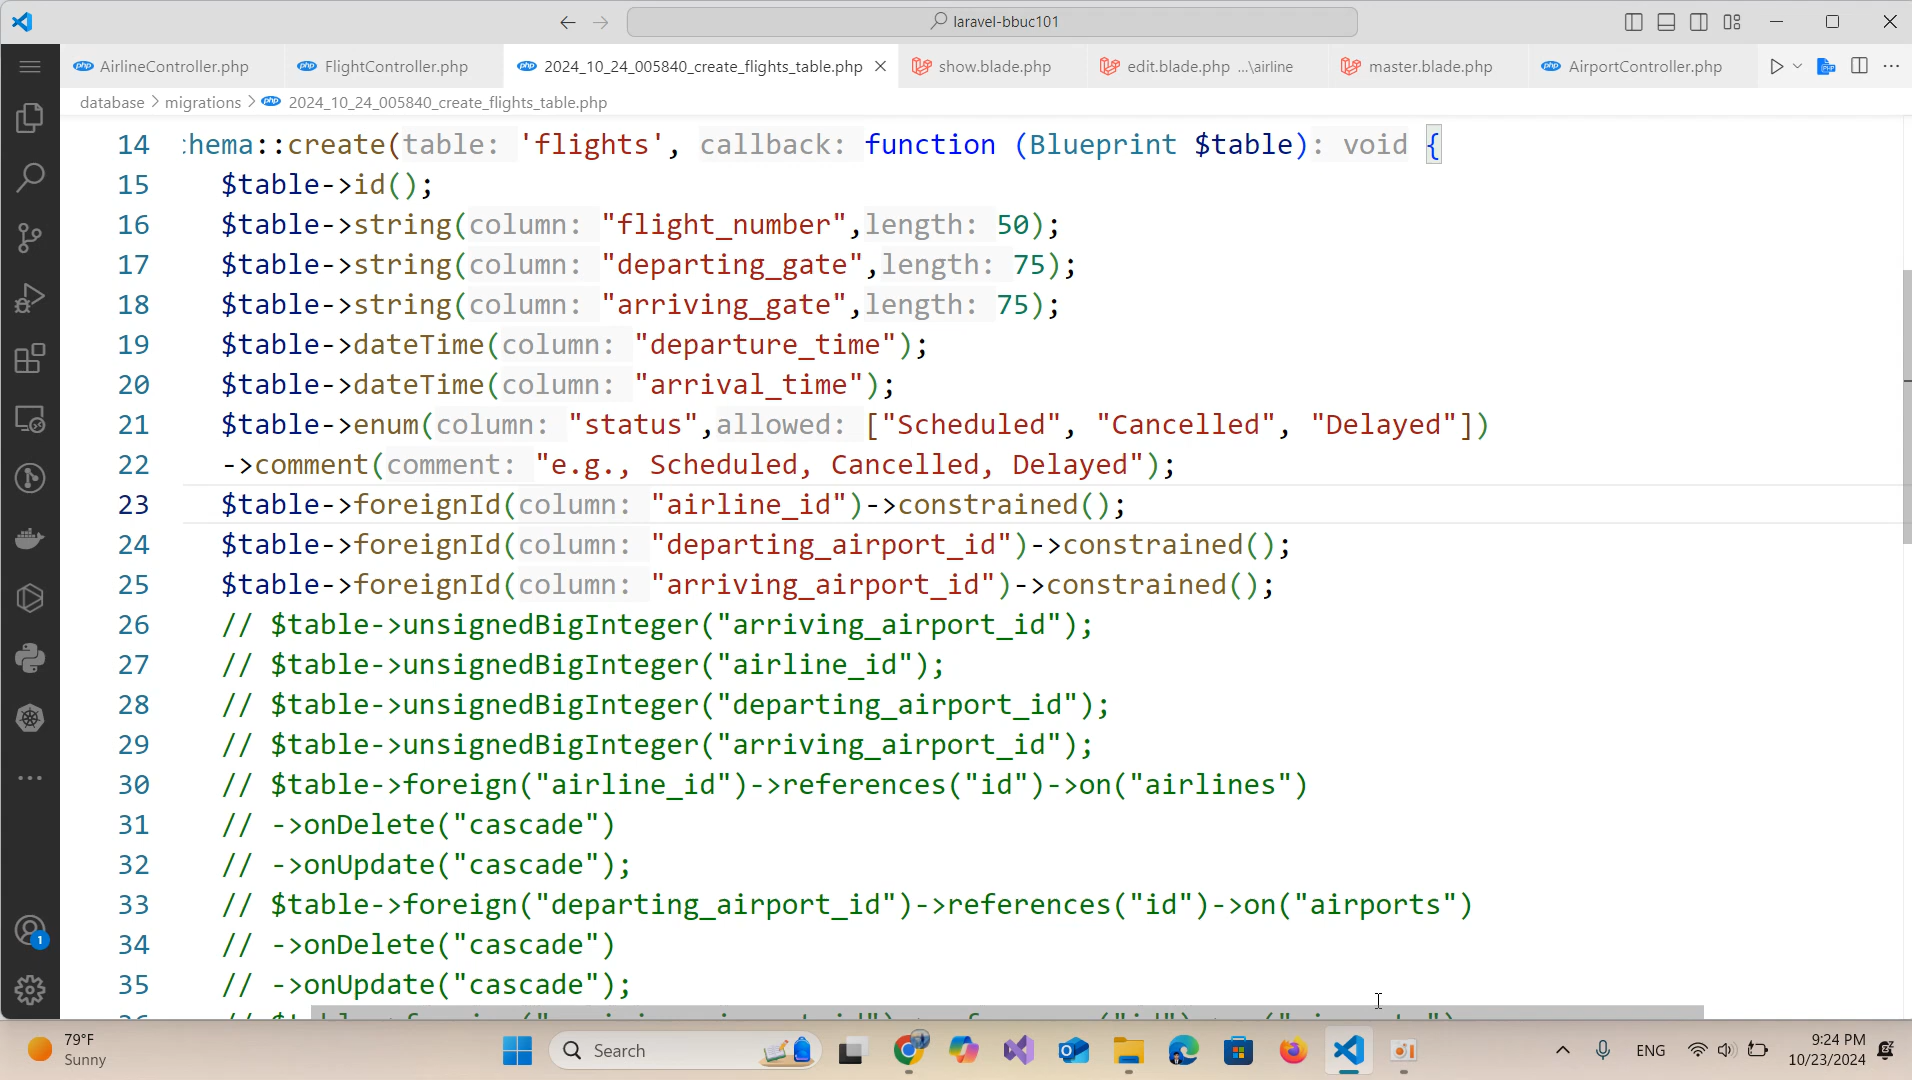 laravel-bbuc101
AirlineController.php
FlightController.php
2024_10_24_005840_create_flights_table.php
show.blade.php
edit.blade.php ...\airline
master.blade.php
AirportController.php
database > migrations > 2024_10_24_005840_create_flights_table.php
14 hema::create(table: 'flights', callback: function (Blueprint $table): void {
15 $table->id();
16 $table->string(column: "flight_number",length: 50);
17 $table->string(column: "departing_gate",length: 75);
18 $table->string(column: "arriving_gate",length: 75);
19 $table->dateTime(column: "departure_time");
20 $table->dateTime(column: "arrival_time");
21 $table->enum(column: "status",allowed: ["Scheduled", "Cancelled", "Delayed"])
22 ->comment(comment: "e.g., Scheduled, Cancelled, Delayed");
23 $table->foreignId(column: "airline_id")->constrained();
24 $table->foreignId(column: "departing_airport_id")->constrained();
25 $table->foreignId(column: "arriving_airport_id")->constrained();
26 // $table->unsignedBigInteger("arriving_airport_id");
27 // $table->unsignedBigInteger("airline_id");
28 // $table->unsignedBigInteger("departing_airport_id");
29 // $table->unsignedBigInteger("arriving_airport_id");
30 // $table->foreign("airline_id")->references("id")->on("airlines")
31 // ->onDelete("cascade")
32 // ->onUpdate("cascade");
33 // $table->foreign("departing_airport_id")->references("id")->on("airports")
34 // ->onDelete("cascade")
35 // ->onUpdate("cascade");
1
79°F
Sunny
Search
ENG
9:24 PM
10/23/2024